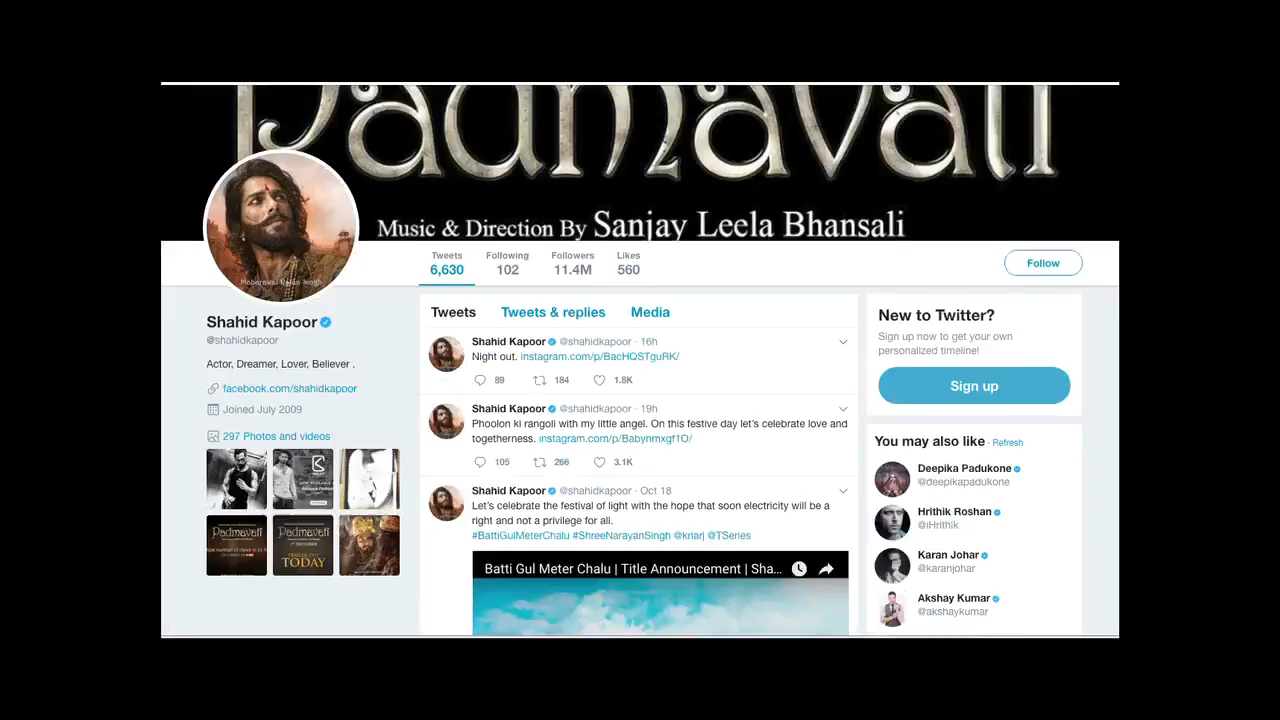 Padmavati
Music & Direction By Sanjay Leela Bhansali
Tweets
6,630
Following
102
Followers
11.4M
Likes
560
Follow
Shahid Kapoor
@shahidkapoor
Actor, Dreamer, Lover, Believer .
facebook.com/shahidkapoor
Joined July 2009
297 Photos and videos
Padmavati
Padmavati
TRAILER OUT
TODAY
Tweets Tweets & replies Media
Shahid Kapoor @shahidkapoor · 16h
Night out. instagram.com/p/BacHQSTguRK/
89 184 1.8K
Shahid Kapoor @shahidkapoor · 19h
Phoolon ki rangoli with my little angel. On this festive day let's celebrate love and
togetherness. instagram.com/p/Babynmxgf1O/
105 266 3.1K
Shahid Kapoor @shahidkapoor · Oct 18
Let's celebrate the festival of light with the hope that soon electricity will be a
right and not a privilege for all.
#BattiGulMeterChalu #ShreeNarayanSingh @kriarj @TSeries
Batti Gul Meter Chalu | Title Announcement | Sha...
New to Twitter?
Sign up now to get your own
personalized timeline!
Sign up
You may also like · Refresh
Deepika Padukone
@deepikapadukone
Hrithik Roshan
@iHrithik
Karan Johar
@karanjohar
Akshay Kumar
@akshaykumar